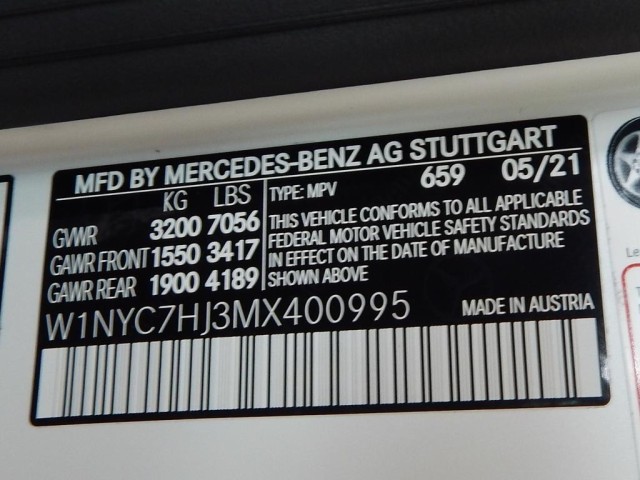 MFD BY MERCEDES-BENZ AG STUTTGART
KG LBS
GVWR 3200 7056
GAWR FRONT 1550 3417
GAWR REAR 1900 4189
TYPE: MPV 659 05/21
THIS VEHICLE CONFORMS TO ALL APPLICABLE
FEDERAL MOTOR VEHICLE SAFETY STANDARDS
IN EFFECT ON THE DATE OF MANUFACTURE
SHOWN ABOVE
W1NYC7HJ3MX400995 MADE IN AUSTRIA